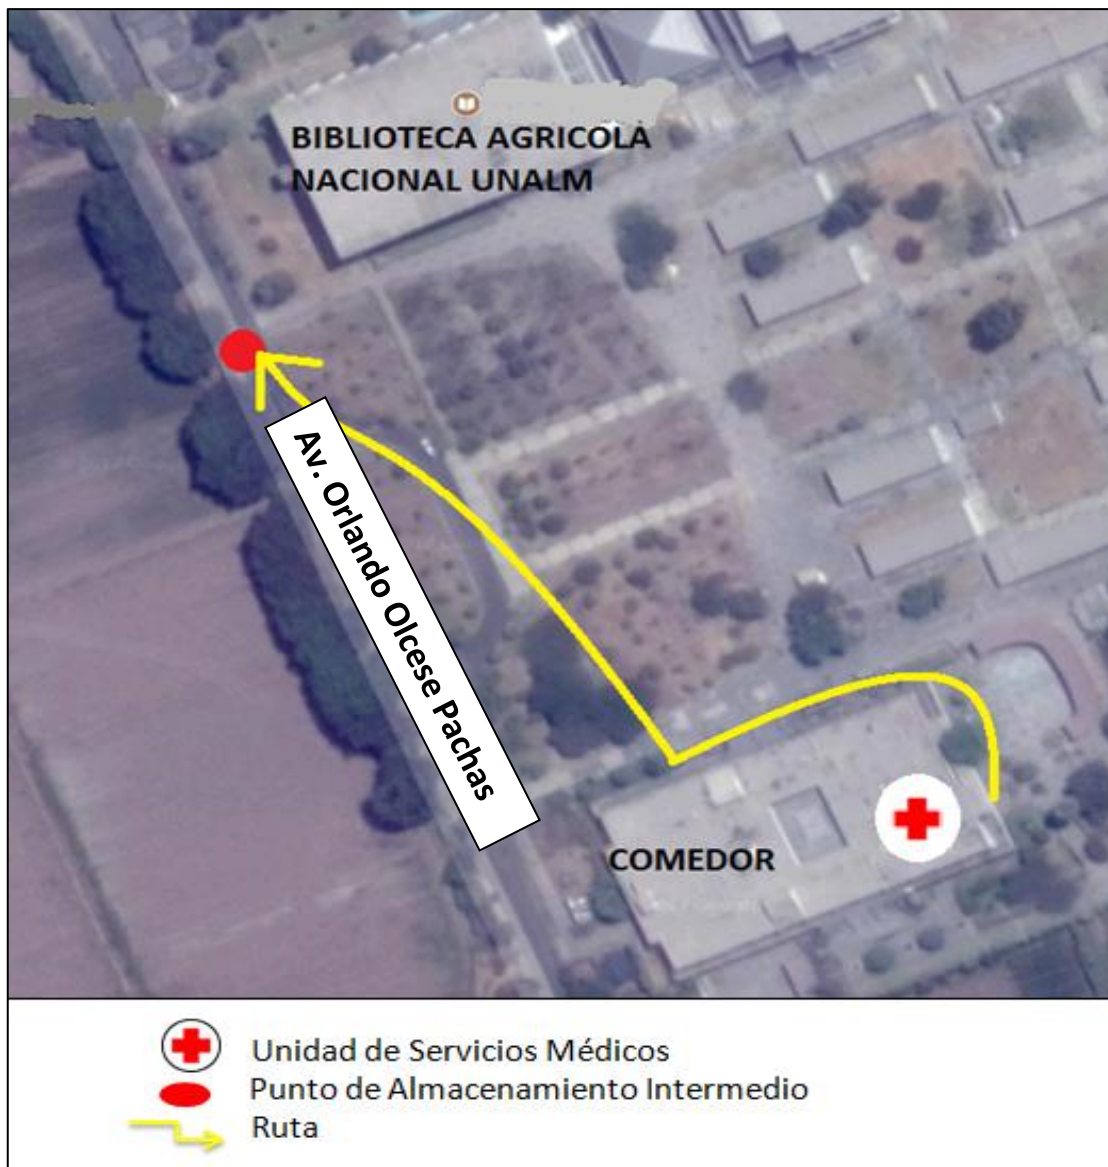 BIBLIOTECA AGRICOLA
NACIONAL UNALM
Av. Orlando Olcese Pachas
COMEDOR
Unidad de Servicios Médicos
Punto de Almacenamiento Intermedio
Ruta